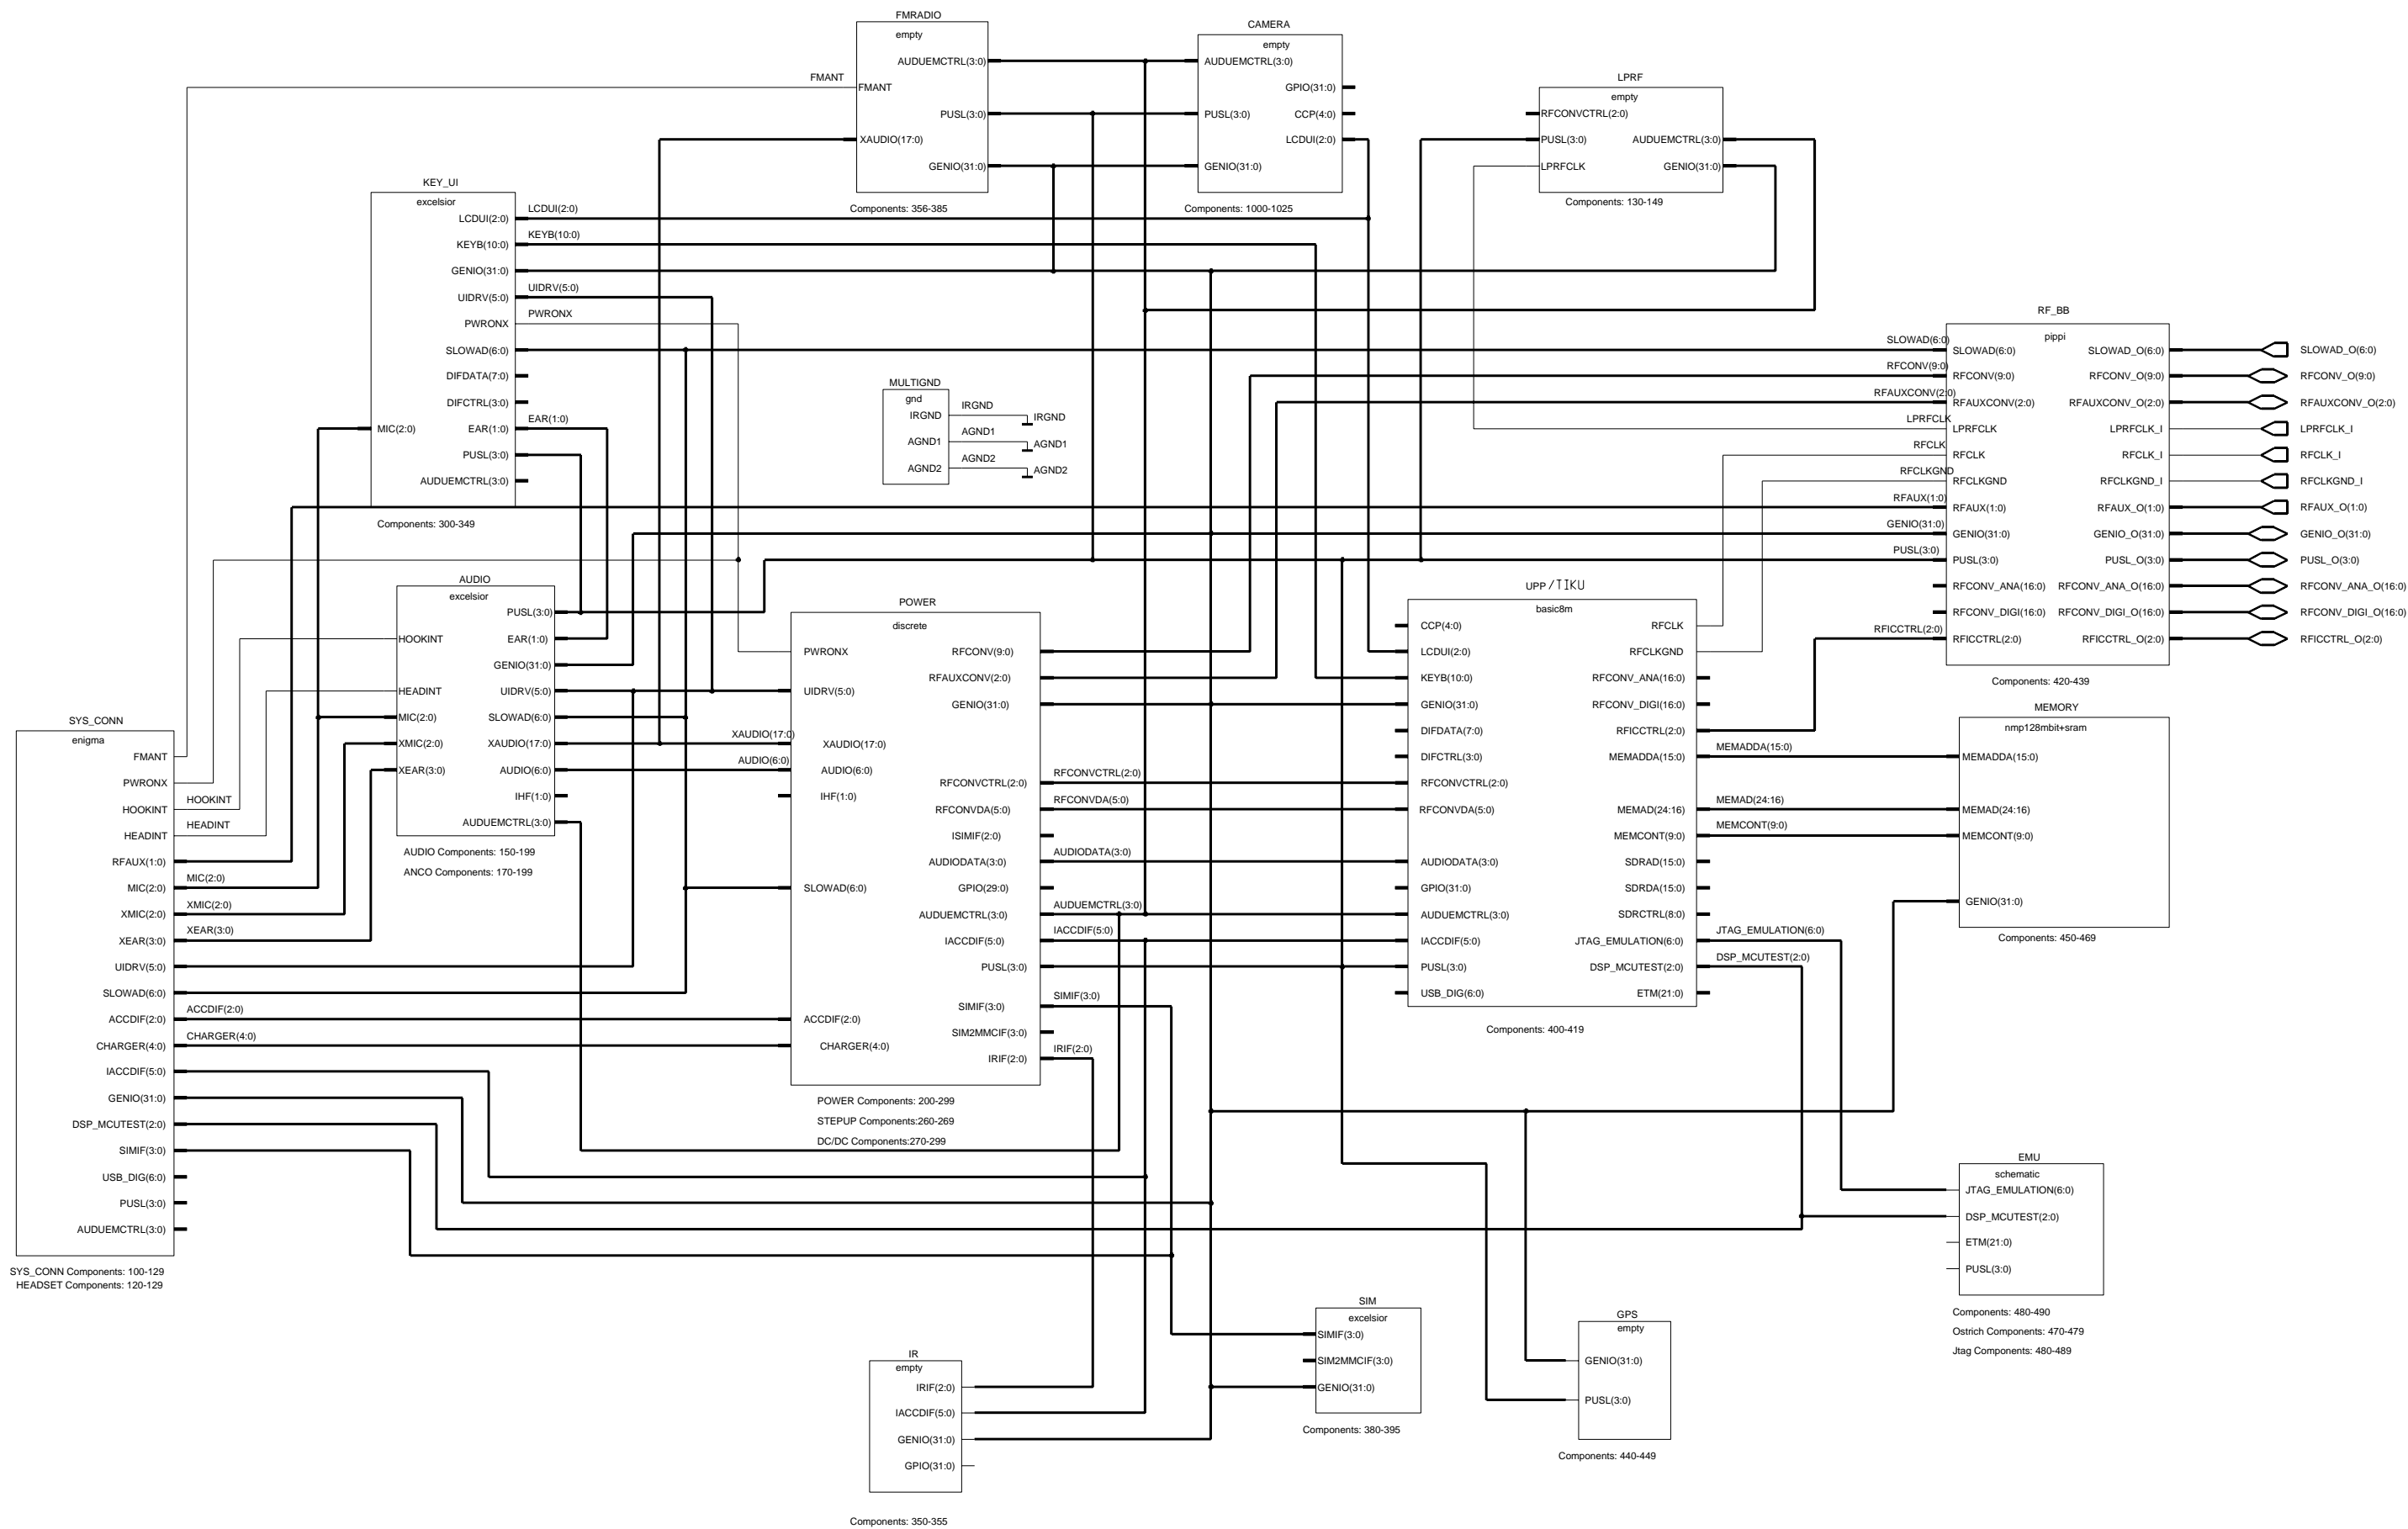 FMRADIO
empty
AUDUEMCTRL(3:0)
FMANT
FMANT
PUSL(3:0)
XAUDIO(17:0)
GENIO(31:0)
Components: 356-385
CAMERA
empty
AUDUEMCTRL(3:0)
GPIO(31:0)
PUSL(3:0)
CCP(4:0)
LCDUI(2:0)
GENIO(31:0)
Components: 1000-1025
LPRF
empty
RFCONVCTRL(2:0)
PUSL(3:0)
AUDUEMCTRL(3:0)
LPRFCLK
GENIO(31:0)
Components: 130-149
KEY_UI
excelsior
LCDUI(2:0)
LCDUI(2:0)
KEYB(10:0)
KEYB(10:0)
GENIO(31:0)
UIDRV(5:0)
UIDRV(5:0)
PWRONX
PWRONX
SLOWAD(6:0)
DIFDATA(7:0)
DIFCTRL(3:0)
MIC(2:0)
EAR(1:0)
EAR(1:0)
PUSL(3:0)
AUDUEMCTRL(3:0)
Components: 300-349
MULTIGND
gnd
IRGND
IRGND
IRGND
AGND1
AGND1
AGND1
AGND2
AGND2
AGND2
RF_BB
pippi
SLOWAD(6:0)
SLOWAD(6:0)
SLOWAD_O(6:0)
SLOWAD_O(6:0)
RFCONV(9:0)
RFCONV(9:0)
RFCONV_O(9:0)
RFCONV_O(9:0)
RFAUXCONV(2:0)
RFAUXCONV(2:0)
RFAUXCONV_O(2:0)
RFAUXCONV_O(2:0)
LPRFCLK
LPRFCLK
LPRFCLK_I
LPRFCLK_I
RFCLK
RFCLK
RFCLK_I
RFCLK_I
RFCLKGND
RFCLKGND
RFCLKGND_I
RFCLKGND_I
RFAUX(1:0)
RFAUX(1:0)
RFAUX_O(1:0)
RFAUX_O(1:0)
GENIO(31:0)
GENIO(31:0)
GENIO_O(31:0)
GENIO_O(31:0)
PUSL(3:0)
PUSL(3:0)
PUSL_O(3:0)
PUSL_O(3:0)
RFCONV_ANA(16:0)
RFCONV_ANA_O(16:0)
RFCONV_ANA_O(16:0)
RFCONV_DIGI(16:0)
RFCONV_DIGI_O(16:0)
RFCONV_DIGI_O(16:0)
RFICCTRL(2:0)
RFICCTRL(2:0)
RFICCTRL_O(2:0)
RFICCTRL_O(2:0)
Components: 420-439
AUDIO
excelsior
PUSL(3:0)
HOOKINT
EAR(1:0)
GENIO(31:0)
HEADINT
UIDRV(5:0)
MIC(2:0)
SLOWAD(6:0)
XMIC(2:0)
XAUDIO(17:0)
XEAR(3:0)
AUDIO(6:0)
IHF(1:0)
AUDUEMCTRL(3:0)
AUDIO Components: 150-199
ANCO Components: 170-199
POWER
discrete
PWRONX
RFCONV(9:0)
RFAUXCONV(2:0)
UIDRV(5:0)
GENIO(31:0)
XAUDIO(17:0)
XAUDIO(17:0)
AUDIO(6:0)
AUDIO(6:0)
RFCONVCTRL(2:0)
RFCONVCTRL(2:0)
IHF(1:0)
RFCONVDA(5:0)
RFCONVDA(5:0)
ISIMIF(2:0)
AUDIODATA(3:0)
AUDIODATA(3:0)
SLOWAD(6:0)
GPIO(29:0)
AUDUEMCTRL(3:0)
AUDUEMCTRL(3:0)
IACCDIF(5:0)
IACCDIF(5:0)
PUSL(3:0)
SIMIF(3:0)
SIMIF(3:0)
ACCDIF(2:0)
SIM2MMCIF(3:0)
CHARGER(4:0)
IRIF(2:0)
IRIF(2:0)
POWER Components: 200-299
STEPUP Components:260-269
DC/DC Components:270-299
UPP /TIKU
basic8m
CCP(4:0)
RFCLK
LCDUI(2:0)
RFCLKGND
KEYB(10:0)
RFCONV_ANA(16:0)
GENIO(31:0)
RFCONV_DIGI(16:0)
DIFDATA(7:0)
RFICCTRL(2:0)
DIFCTRL(3:0)
MEMADDA(15:0)
MEMADDA(15:0)
RFCONVCTRL(2:0)
RFCONVDA(5:0)
MEMAD(24:16)
MEMAD(24:16)
MEMCONT(9:0)
MEMCONT(9:0)
AUDIODATA(3:0)
SDRAD(15:0)
GPIO(31:0)
SDRDA(15:0)
AUDUEMCTRL(3:0)
SDRCTRL(8:0)
IACCDIF(5:0)
JTAG_EMULATION(6:0)
JTAG_EMULATION(6:0)
PUSL(3:0)
DSP_MCUTEST(2:0)
DSP_MCUTEST(2:0)
USB_DIG(6:0)
ETM(21:0)
Components: 400-419
MEMORY
nmp128mbit+sram
MEMADDA(15:0)
MEMAD(24:16)
MEMCONT(9:0)
GENIO(31:0)
Components: 450-469
SYS_CONN
enigma
FMANT
PWRONX
HOOKINT
HOOKINT
HEADINT
HEADINT
RFAUX(1:0)
MIC(2:0)
MIC(2:0)
XMIC(2:0)
XMIC(2:0)
XEAR(3:0)
XEAR(3:0)
UIDRV(5:0)
SLOWAD(6:0)
ACCDIF(2:0)
ACCDIF(2:0)
CHARGER(4:0)
CHARGER(4:0)
IACCDIF(5:0)
GENIO(31:0)
DSP_MCUTEST(2:0)
SIMIF(3:0)
USB_DIG(6:0)
PUSL(3:0)
AUDUEMCTRL(3:0)
SYS_CONN Components: 100-129
HEADSET Components: 120-129
EMU
schematic
JTAG_EMULATION(6:0)
DSP_MCUTEST(2:0)
ETM(21:0)
PUSL(3:0)
Components: 480-490
Ostrich Components: 470-479
Jtag Components: 480-489
SIM
excelsior
SIMIF(3:0)
SIM2MMCIF(3:0)
GENIO(31:0)
Components: 380-395
GPS
empty
GENIO(31:0)
PUSL(3:0)
Components: 440-449
IR
empty
IRIF(2:0)
IACCDIF(5:0)
GENIO(31:0)
GPIO(31:0)
Components: 350-355